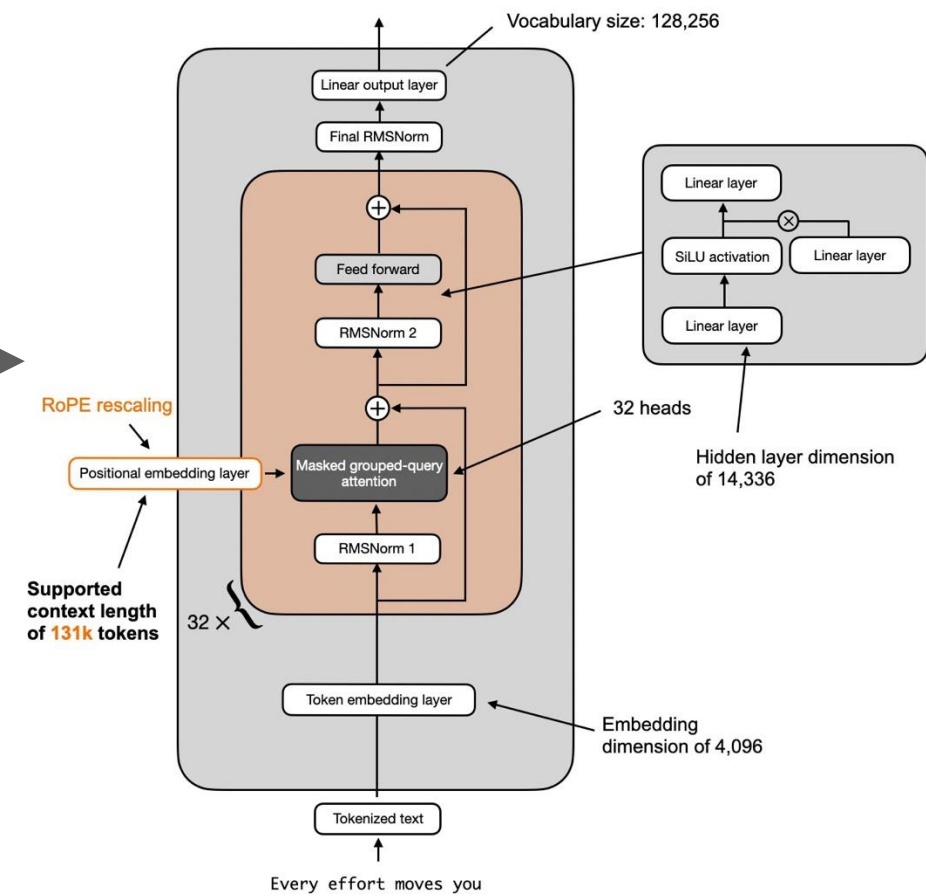 Vocabulary size: 128,256
Linear output layer
Final RMSNorm
Feed forward
RMSNorm 2
Masked grouped-query
attention
RMSNorm 1
32 ×
Token embedding layer
Tokenized text
Every effort moves you
RoPE rescaling
Positional embedding layer
Supported
context length
of 131k tokens
Linear layer
SiLU activation
Linear layer
Linear layer
32 heads
Hidden layer dimension
of 14,336
Embedding
dimension of 4,096